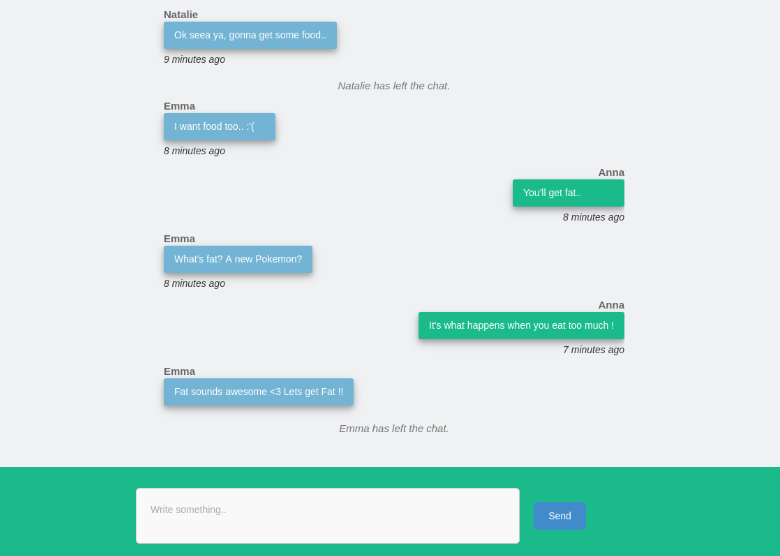 Natalie
Ok seea ya, gonna get some food..
9 minutes ago
Natalie has left the chat.
Emma
I want food too.. :'(
8 minutes ago
Anna
You'll get fat..
8 minutes ago
Emma
What's fat? A new Pokemon?
8 minutes ago
Anna
It's what happens when you eat too much !
7 minutes ago
Emma
Fat sounds awesome <3 Lets get Fat !!
Emma has left the chat.
Write something..
Send